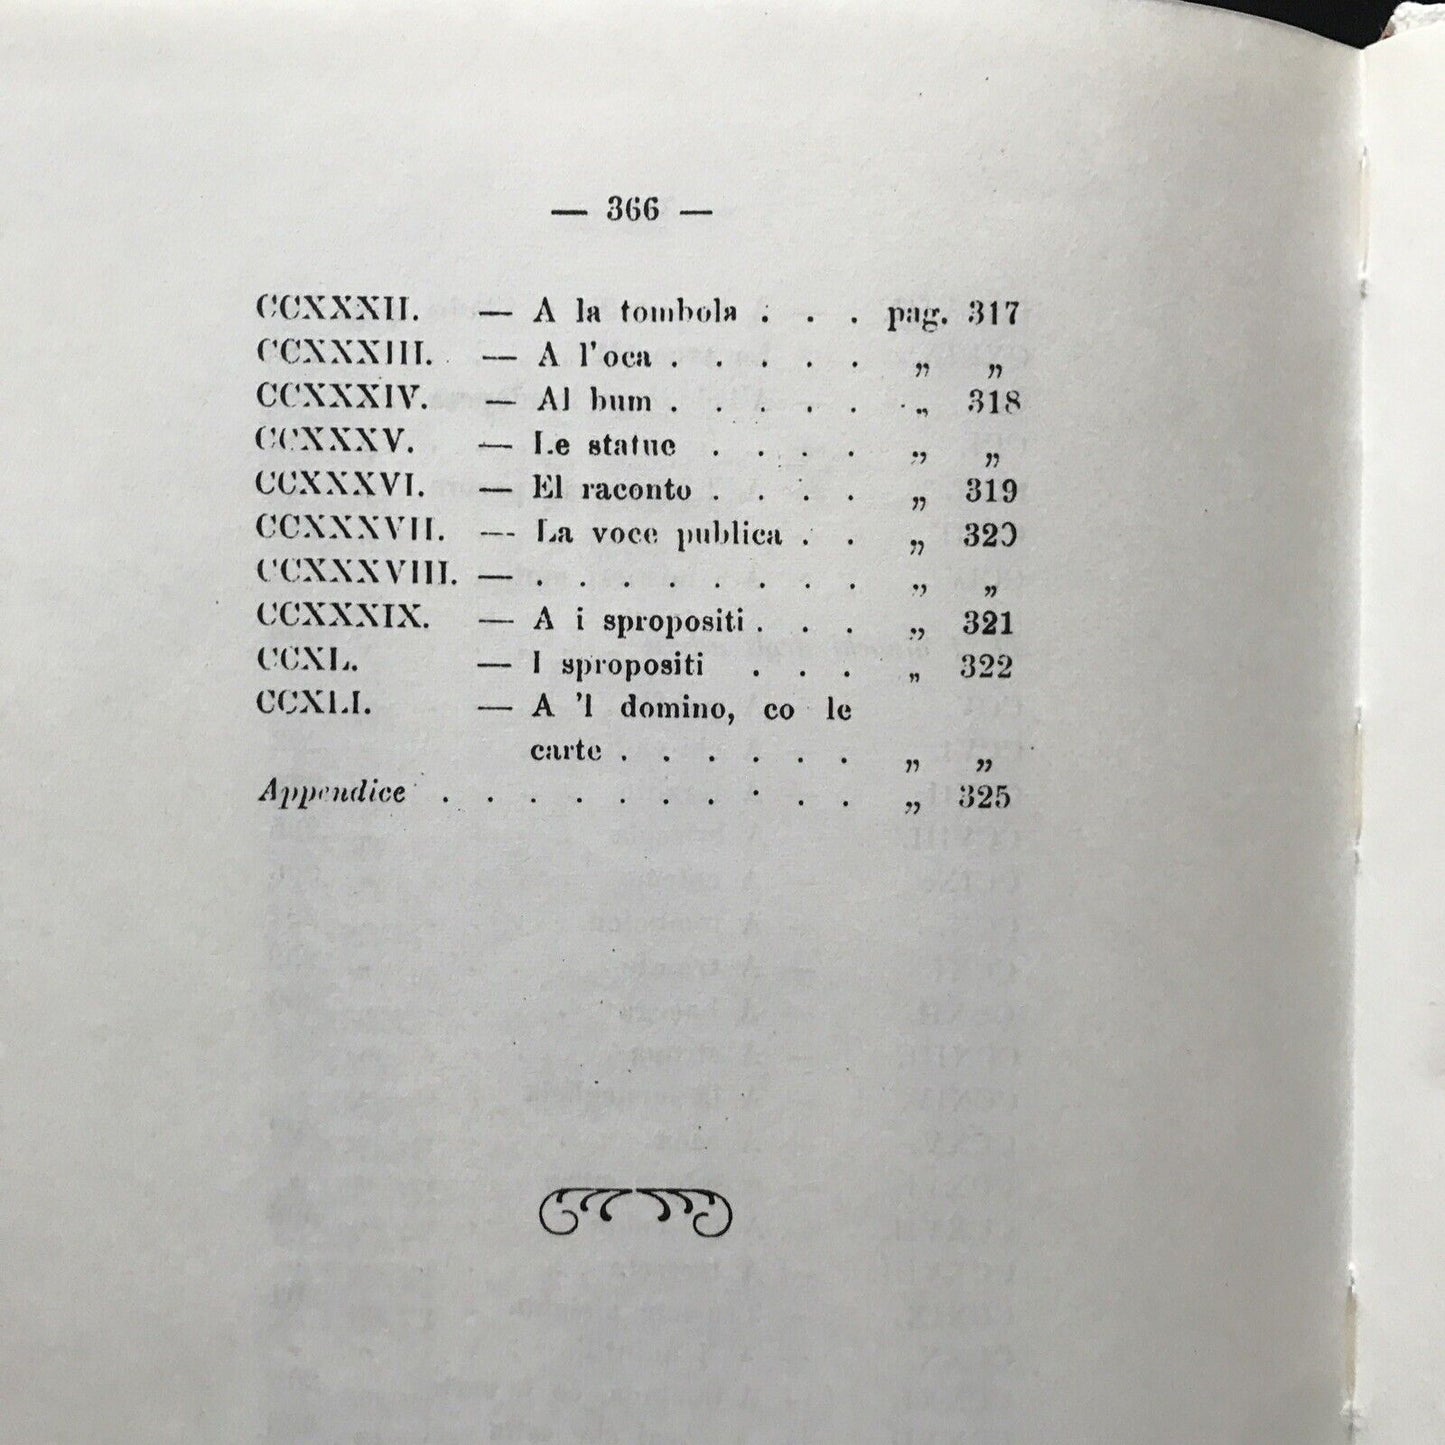 — 366 —
CCXXXII. — A la tombola . . . pag. 317
CCXXXIII. — A l'oca . . . . . „ „
CCXXXIV. — Al bum . . . . . „ 318
CCXXXV. — Le statue . . . . „ „
CCXXXVI. — El raconto . . . . „ 319
CCXXXVII. — La voce publica . . „ 320
CCXXXVIII. — . . . . . . . . „ „
CCXXXIX. — A i spropositi . . . „ 321
CCXL. — I spropositi . . . „ 322
CCXLI. — A 'l domino, co le
carte . . . . . . „ „
Appendice . . . . . . . . . . „ 325